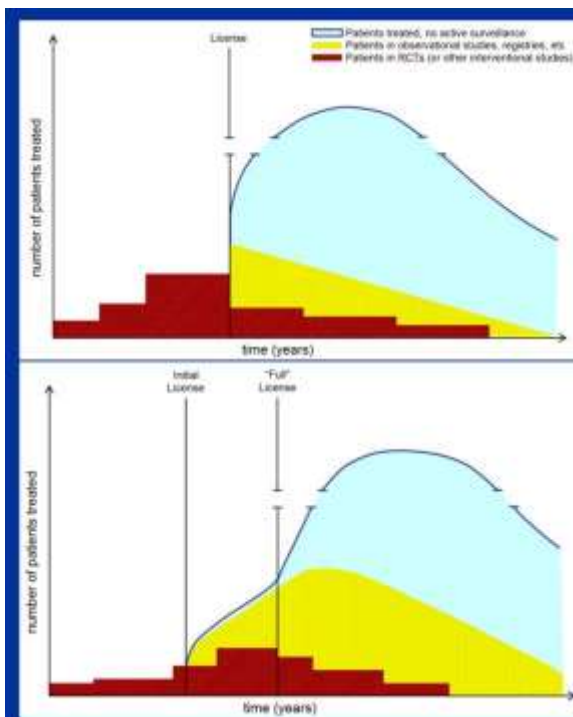 License
Patients treated, no active surveillance
Patients in observational studies, registries, etc
Patients in RCTs (or other interventional studies)
number of patients treated
time (years)
Initial
License
"Full"
License
number of patients treated
time (years)